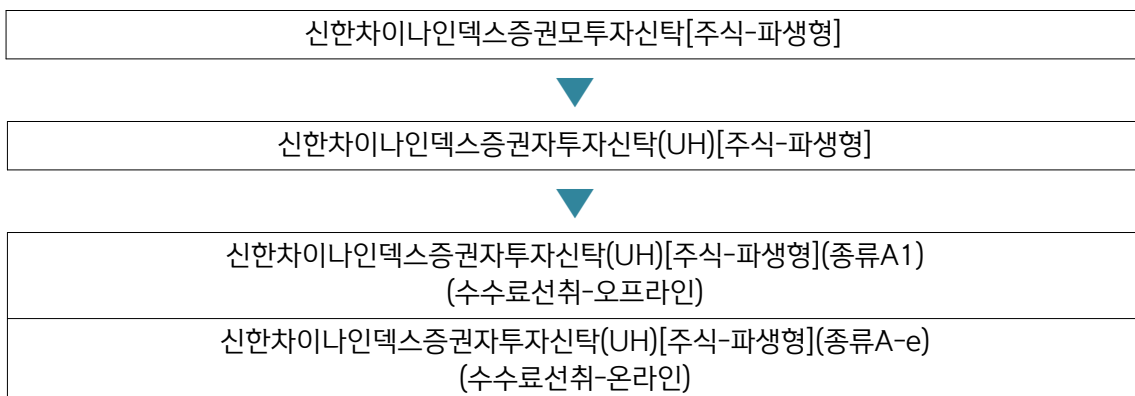 신한차이나인덱스증권모투자신탁[주식-파생형]
신한차이나인덱스증권자투자신탁(UH)[주식-파생형]
신한차이나인덱스증권자투자신탁(UH)[주식-파생형](종류A1)
(수수료선취-오프라인)
신한차이나인덱스증권자투자신탁(UH)[주식-파생형](종류A-e)
(수수료선취-온라인)